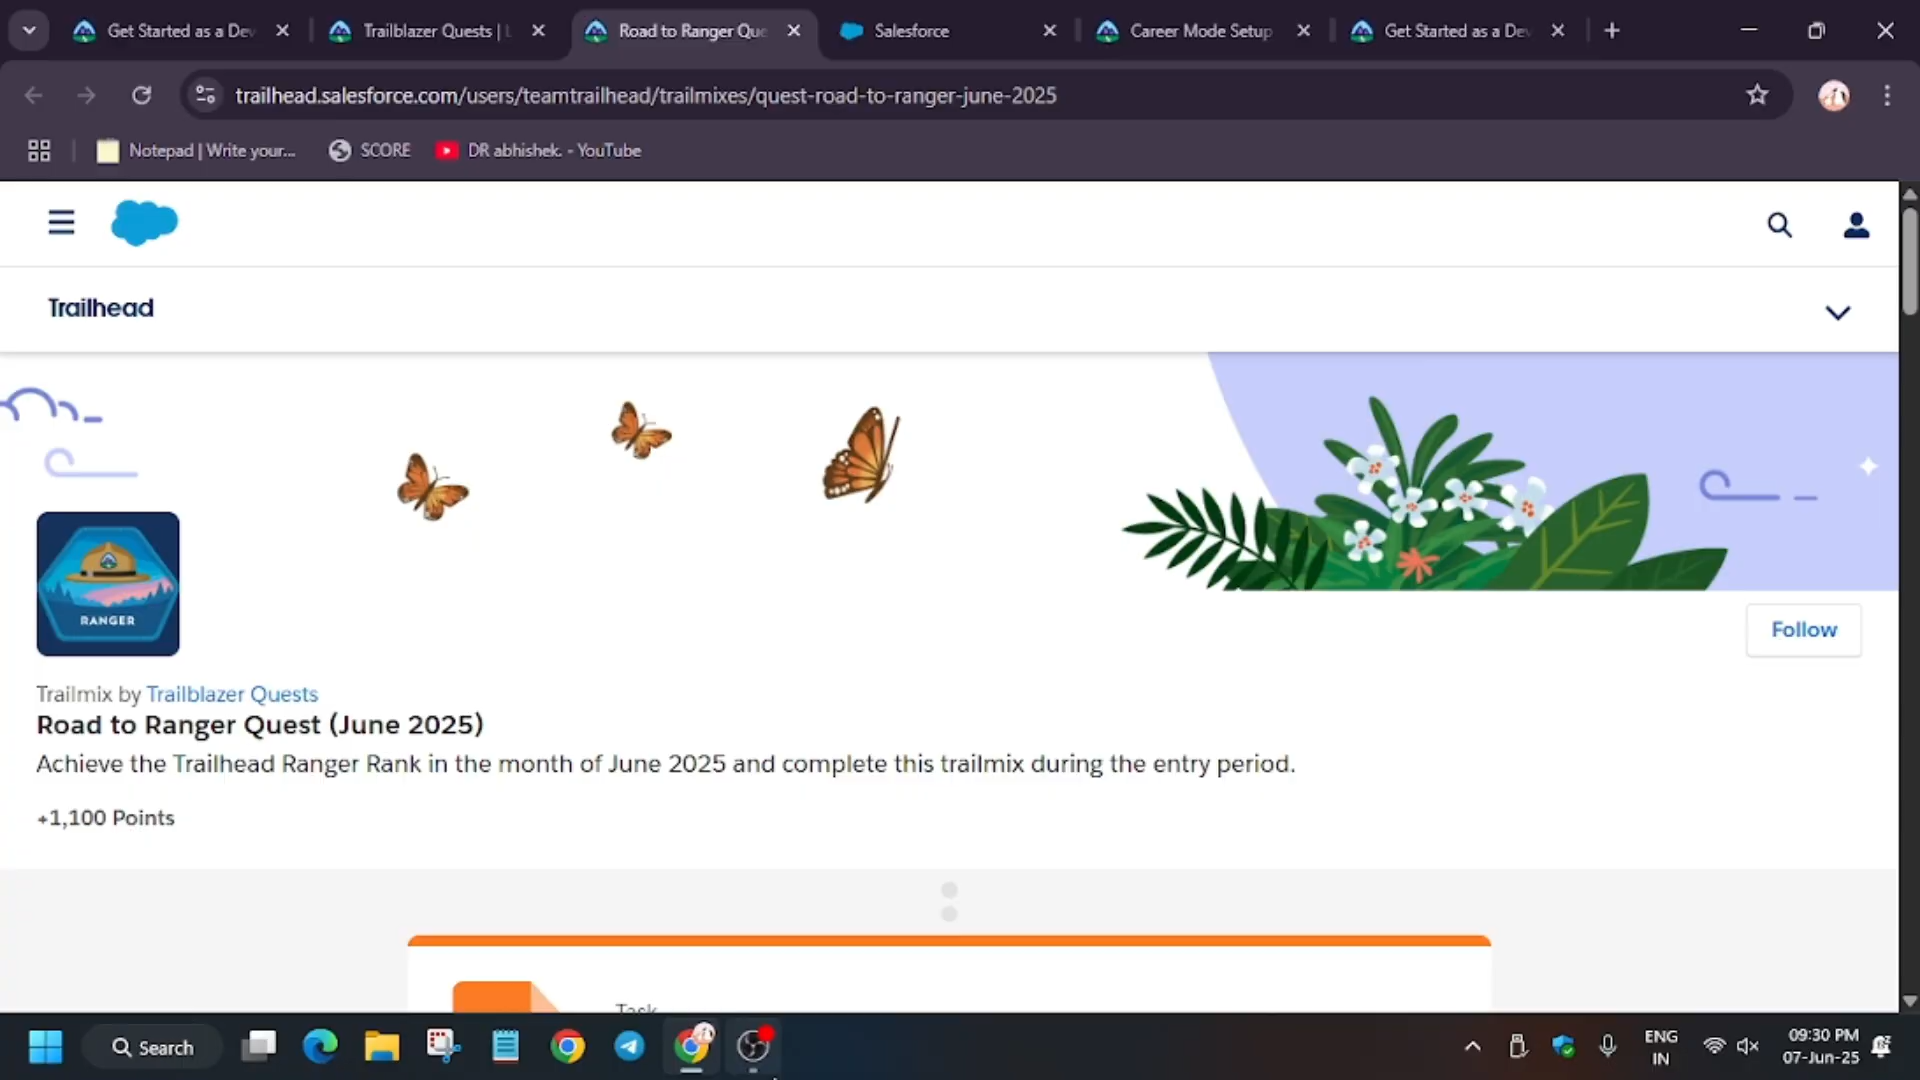 Get Started as a Dev
Trailblazer Quests |
Road to Ranger Que
Salesforce
Career Mode Setup
Get Started as a Dev
trailhead.salesforce.com/users/teamtrailhead/trailmixes/quest-road-to-ranger-june-2025
Notepad | Write your...
SCORE
DR abhishek. - YouTube
Trailhead
RANGER
Follow
Trailmix by Trailblazer Quests
Road to Ranger Quest (June 2025)
Achieve the Trailhead Ranger Rank in the month of June 2025 and complete this trailmix during the entry period.
+1,100 Points
Task
Search
ENG
IN
09:30 PM
07-Jun-25